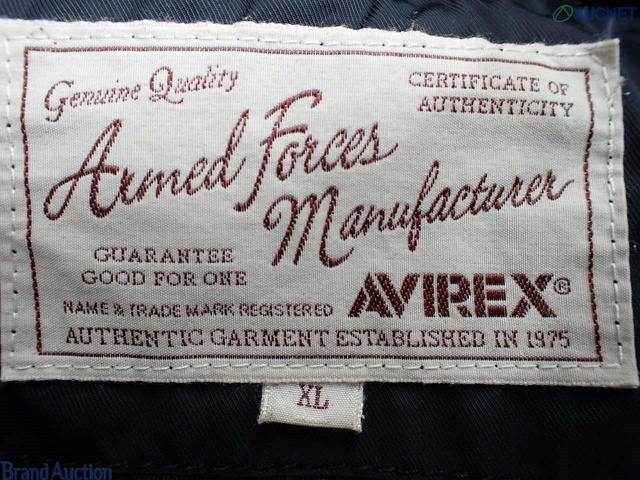 AUCNET
Genuine Quality
CERTIFICATE OF
AUTHENTICITY
Armed Forces
Manufacturer
GUARANTEE
GOOD FOR ONE
AVIREX®
NAME & TRADE MARK REGISTERED
AUTHENTIC GARMENT ESTABLISHED IN 1975
XL
Brand Auction